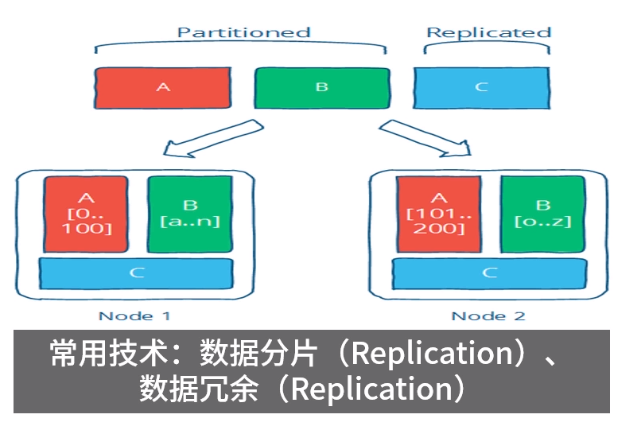 Partitioned Replicated
A B C
A B
[0.. [a..n]
100]
C
Node 1
A B
[101.. [o..z]
200]
C
Node 2
常用技术：数据分片（Replication）、
数据冗余（Replication）